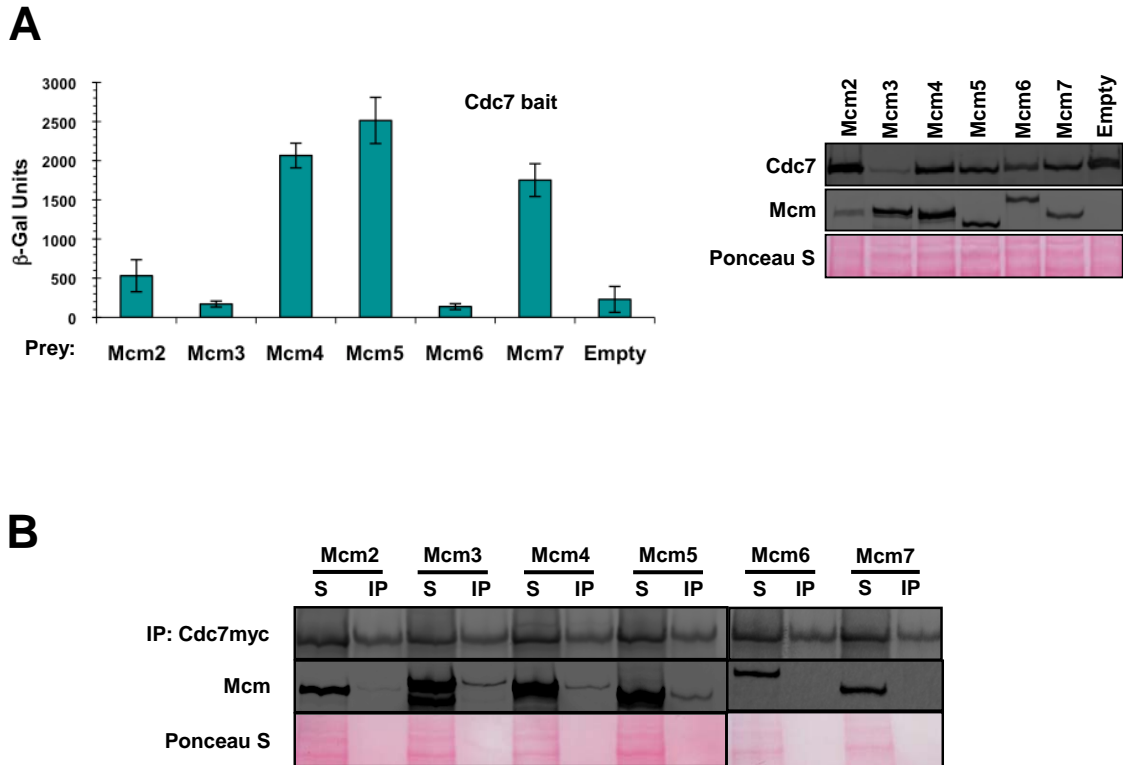 A
3000
2500
2000
1500
1000
500
0
β-Gal Units
Cdc7 bait
Prey: Mcm2 Mcm3 Mcm4 Mcm5 Mcm6 Mcm7 Empty
Mcm2 Mcm3 Mcm4 Mcm5 Mcm6 Mcm7 Empty
Cdc7
Mcm
Ponceau S
B
Mcm2 Mcm3 Mcm4 Mcm5 Mcm6 Mcm7
S IP S IP S IP S IP S IP S IP
IP: Cdc7myc
Mcm
Ponceau S